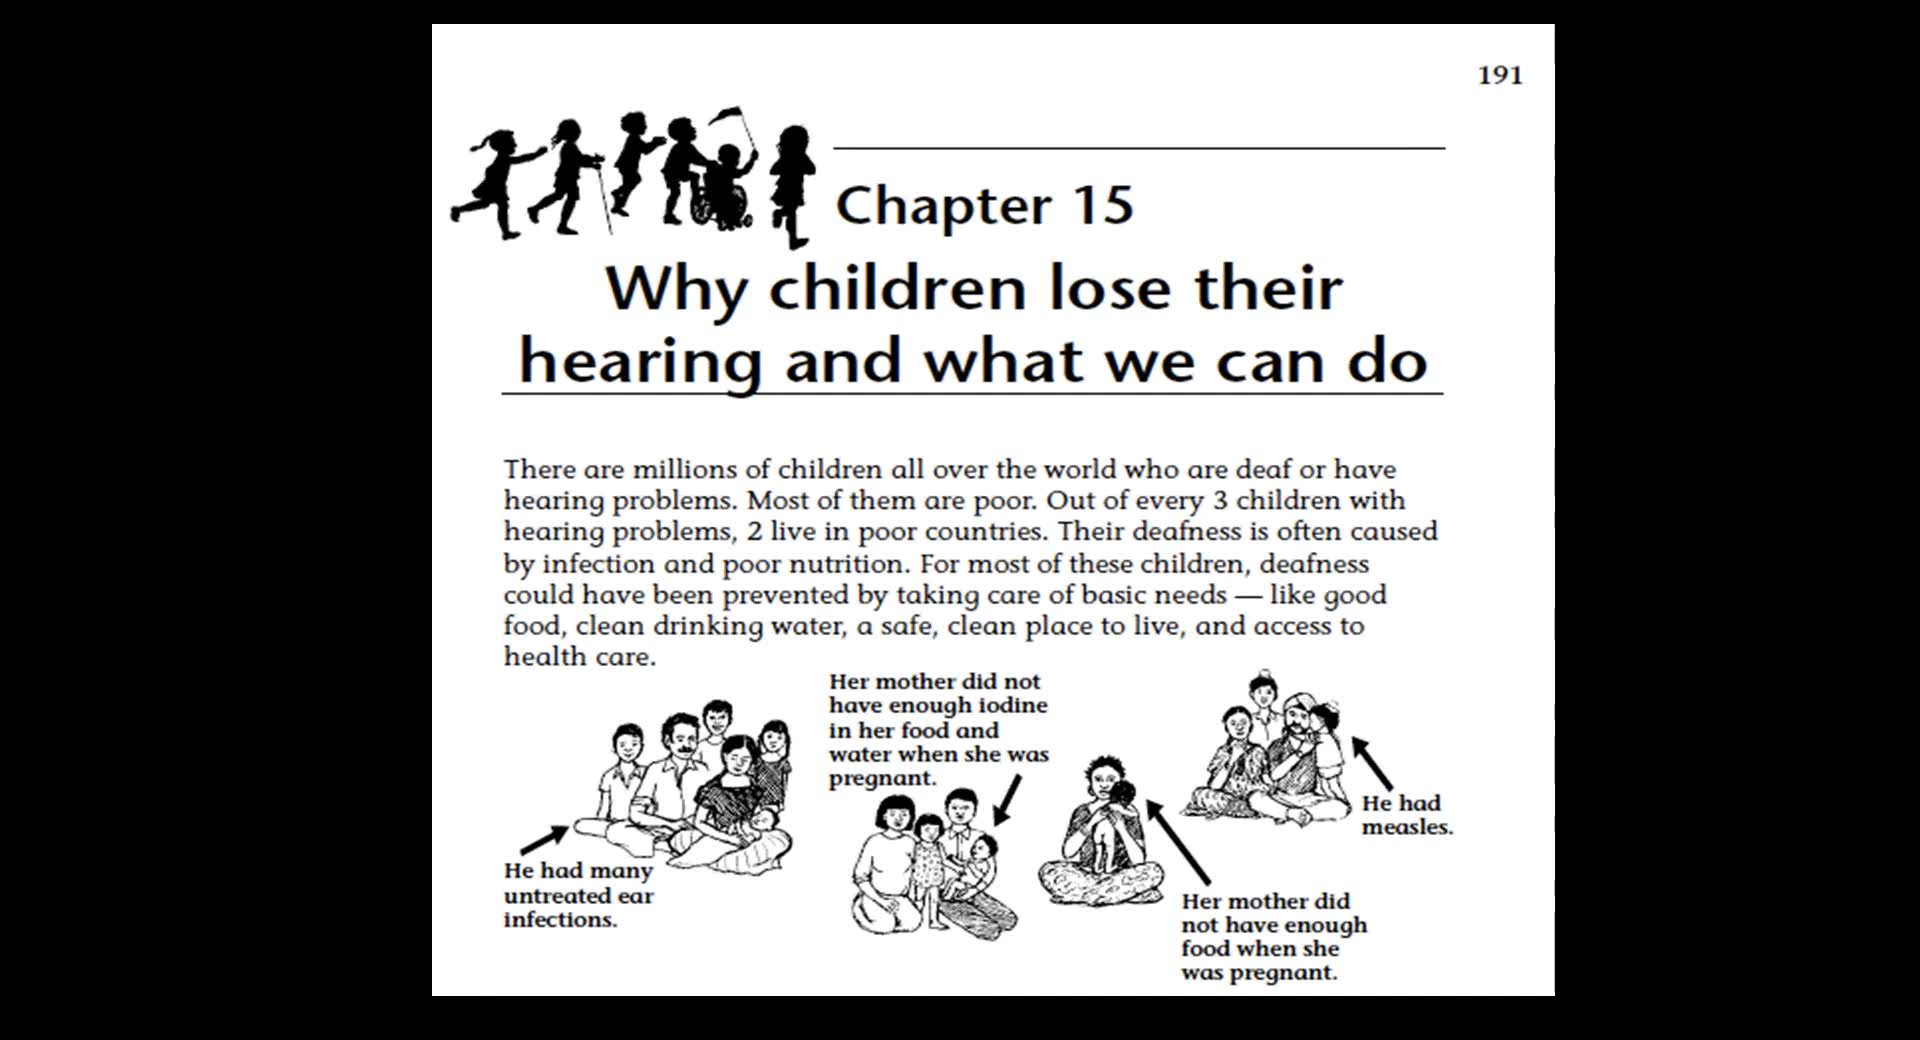 191
Chapter 15
Why children lose their
hearing and what we can do
There are millions of children all over the world who are deaf or have
hearing problems. Most of them are poor. Out of every 3 children with
hearing problems, 2 live in poor countries. Their deafness is often caused
by infection and poor nutrition. For most of these children, deafness
could have been prevented by taking care of basic needs — like good
food, clean drinking water, a safe, clean place to live, and access to
health care.
He had many
untreated ear
infections.
Her mother did not
have enough iodine
in her food and
water when she was
pregnant.
Her mother did
not have enough
food when she
was pregnant.
He had
measles.